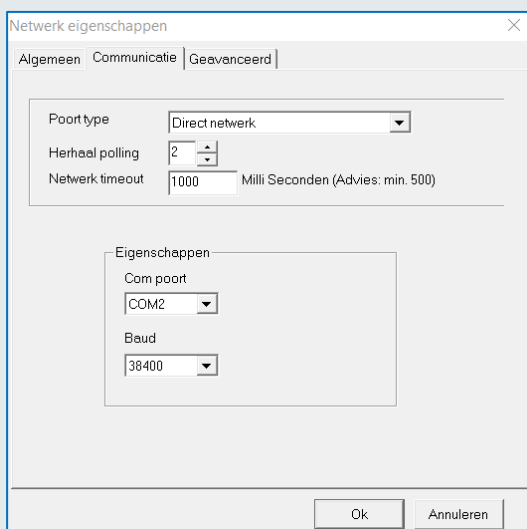 Netwerk eigenschappen
Algemeen Communicatie Geavanceerd
Poort type Direct netwerk
Herhaal polling 2
Netwerk timeout 1000 Milli Seconden (Advies: min. 500)
Eigenschappen
Com poort
COM2
Baud
38400
Ok Annuleren